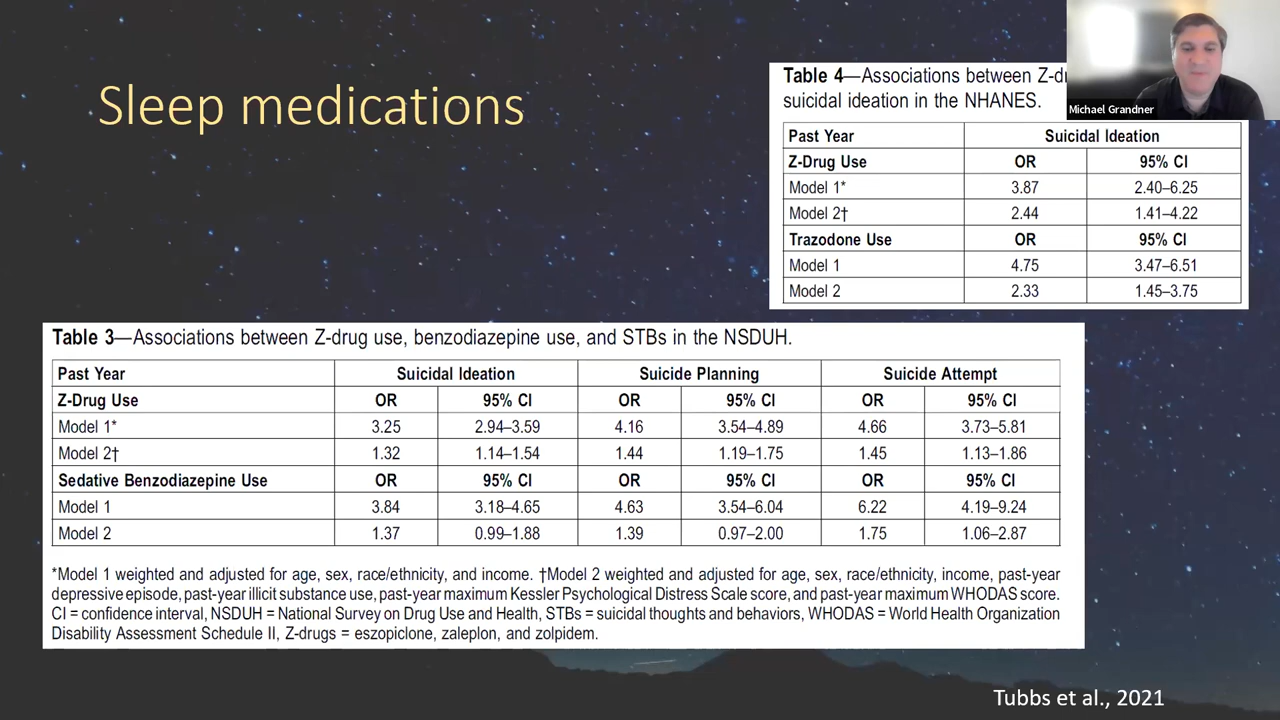 Sleep medications
Table 4—Associations between Z-
suicidal ideation in the NHANES.
Michael Grandner
Past Year Suicidal Ideation
Z-Drug Use OR 95% CI
Model 1* 3.87 2.40–6.25
Model 2† 2.44 1.41–4.22
Trazodone Use OR 95% CI
Model 1 4.75 3.47–6.51
Model 2 2.33 1.45–3.75
Table 3—Associations between Z-drug use, benzodiazepine use, and STBs in the NSDUH.
Past Year Suicidal Ideation Suicide Planning Suicide Attempt
Z-Drug Use OR 95% CI OR 95% CI OR 95% CI
Model 1* 3.25 2.94–3.59 4.16 3.54–4.89 4.66 3.73–5.81
Model 2† 1.32 1.14–1.54 1.44 1.19–1.75 1.45 1.13–1.86
Sedative Benzodiazepine Use OR 95% CI OR 95% CI OR 95% CI
Model 1 3.84 3.18–4.65 4.63 3.54–6.04 6.22 4.19–9.24
Model 2 1.37 0.99–1.88 1.39 0.97–2.00 1.75 1.06–2.87
*Model 1 weighted and adjusted for age, sex, race/ethnicity, and income. †Model 2 weighted and adjusted for age, sex, race/ethnicity, income, past-year
depressive episode, past-year illicit substance use, past-year maximum Kessler Psychological Distress Scale score, and past-year maximum WHODAS score.
CI = confidence interval, NSDUH = National Survey on Drug Use and Health, STBs = suicidal thoughts and behaviors, WHODAS = World Health Organization
Disability Assessment Schedule II, Z-drugs = eszopiclone, zaleplon, and zolpidem.
Tubbs et al., 2021